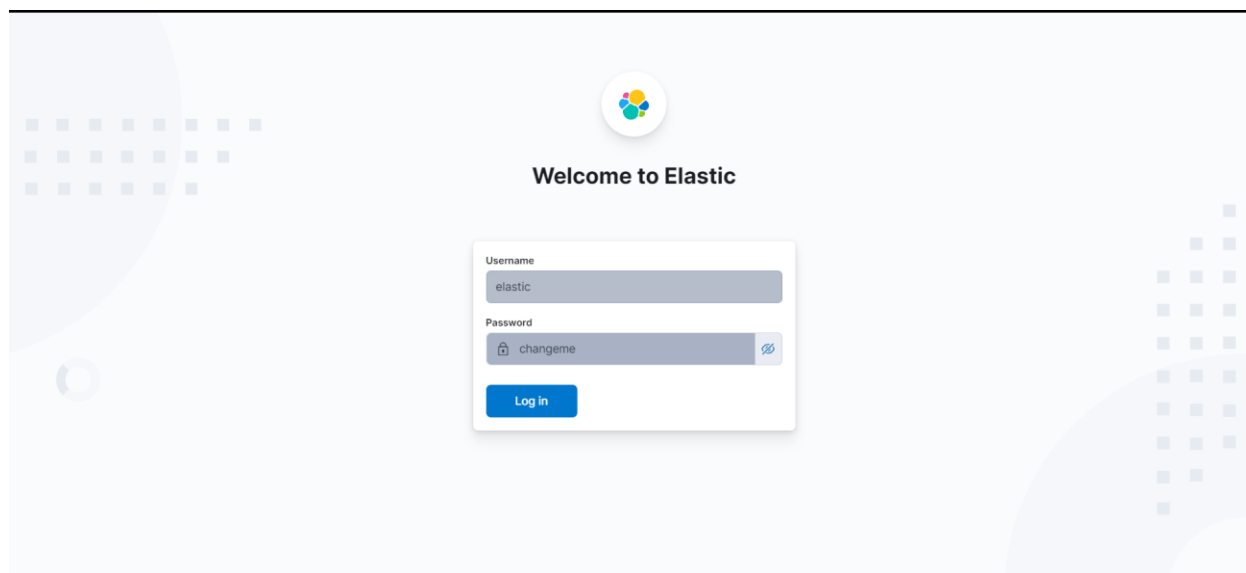 Welcome to Elastic
Username
elastic
Password
changeme
Log in